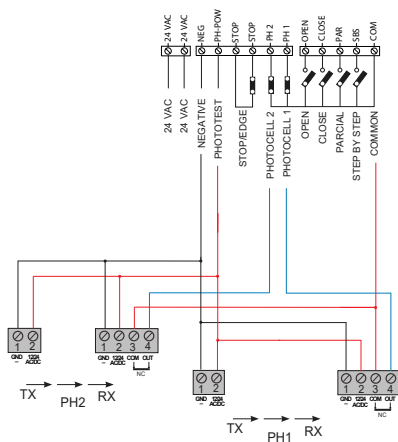 24 VAC
24 VAC
NEG
PH-POW
STOP
STOP
PH 2
PH 1
OPEN
CLOSE
PAR
SBS
COM
24 VAC
24 VAC
NEGATIVE
PHOTOTEST
STOP/EDGE
PHOTOCELL 2
PHOTOCELL 1
OPEN
CLOSE
PARCIAL
STEP BY STEP
COMMON
1 2
GND 12/24
– AC/DC
1 2 3 4
GND 12/24 COM OUT
– AC/DC
NC
TX RX
PH2
1 2
GND 12/24
– AC/DC
1 2 3 4
GND 12/24 COM OUT
– AC/DC
NC
TX RX
PH1